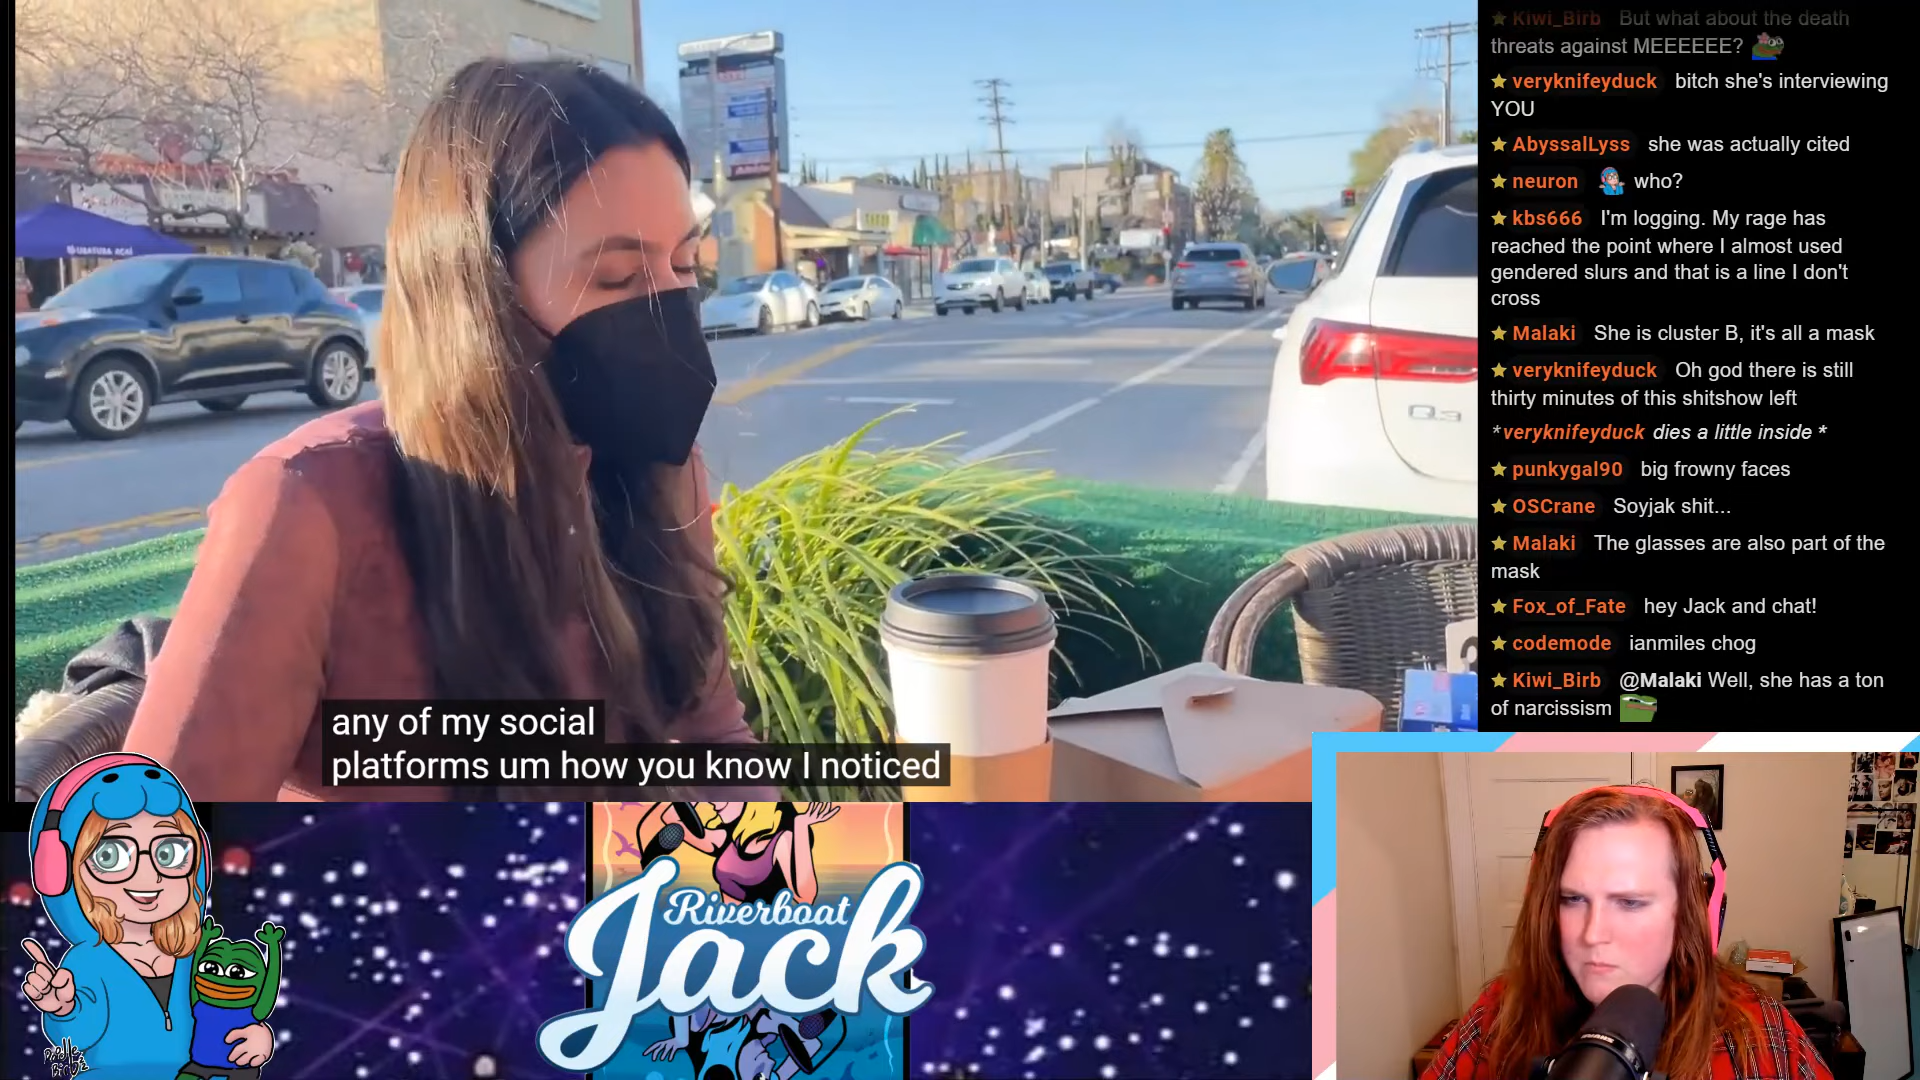 Kiwi_Birb But what about the death
threats against MEEEEEE?
veryknifeyduck bitch she's interviewing
YOU
AbyssalLyss she was actually cited
neuron who?
kbs666 I'm logging. My rage has
reached the point where I almost used
gendered slurs and that is a line I don't
cross
Malaki She is cluster B, it's all a mask
veryknifeyduck Oh god there is still
thirty minutes of this shitshow left
*veryknifeyduck dies a little inside *
punkygal90 big frowny faces
OSCrane Soyjak shit...
Malaki The glasses are also part of the
mask
Fox_of_Fate hey Jack and chat!
codemode ianmiles chog
Kiwi_Birb @Malaki Well, she has a ton
of narcissism
UBATUBA AÇAÍ
Q3
any of my social
platforms um how you know I noticed
Riverboat
Jack